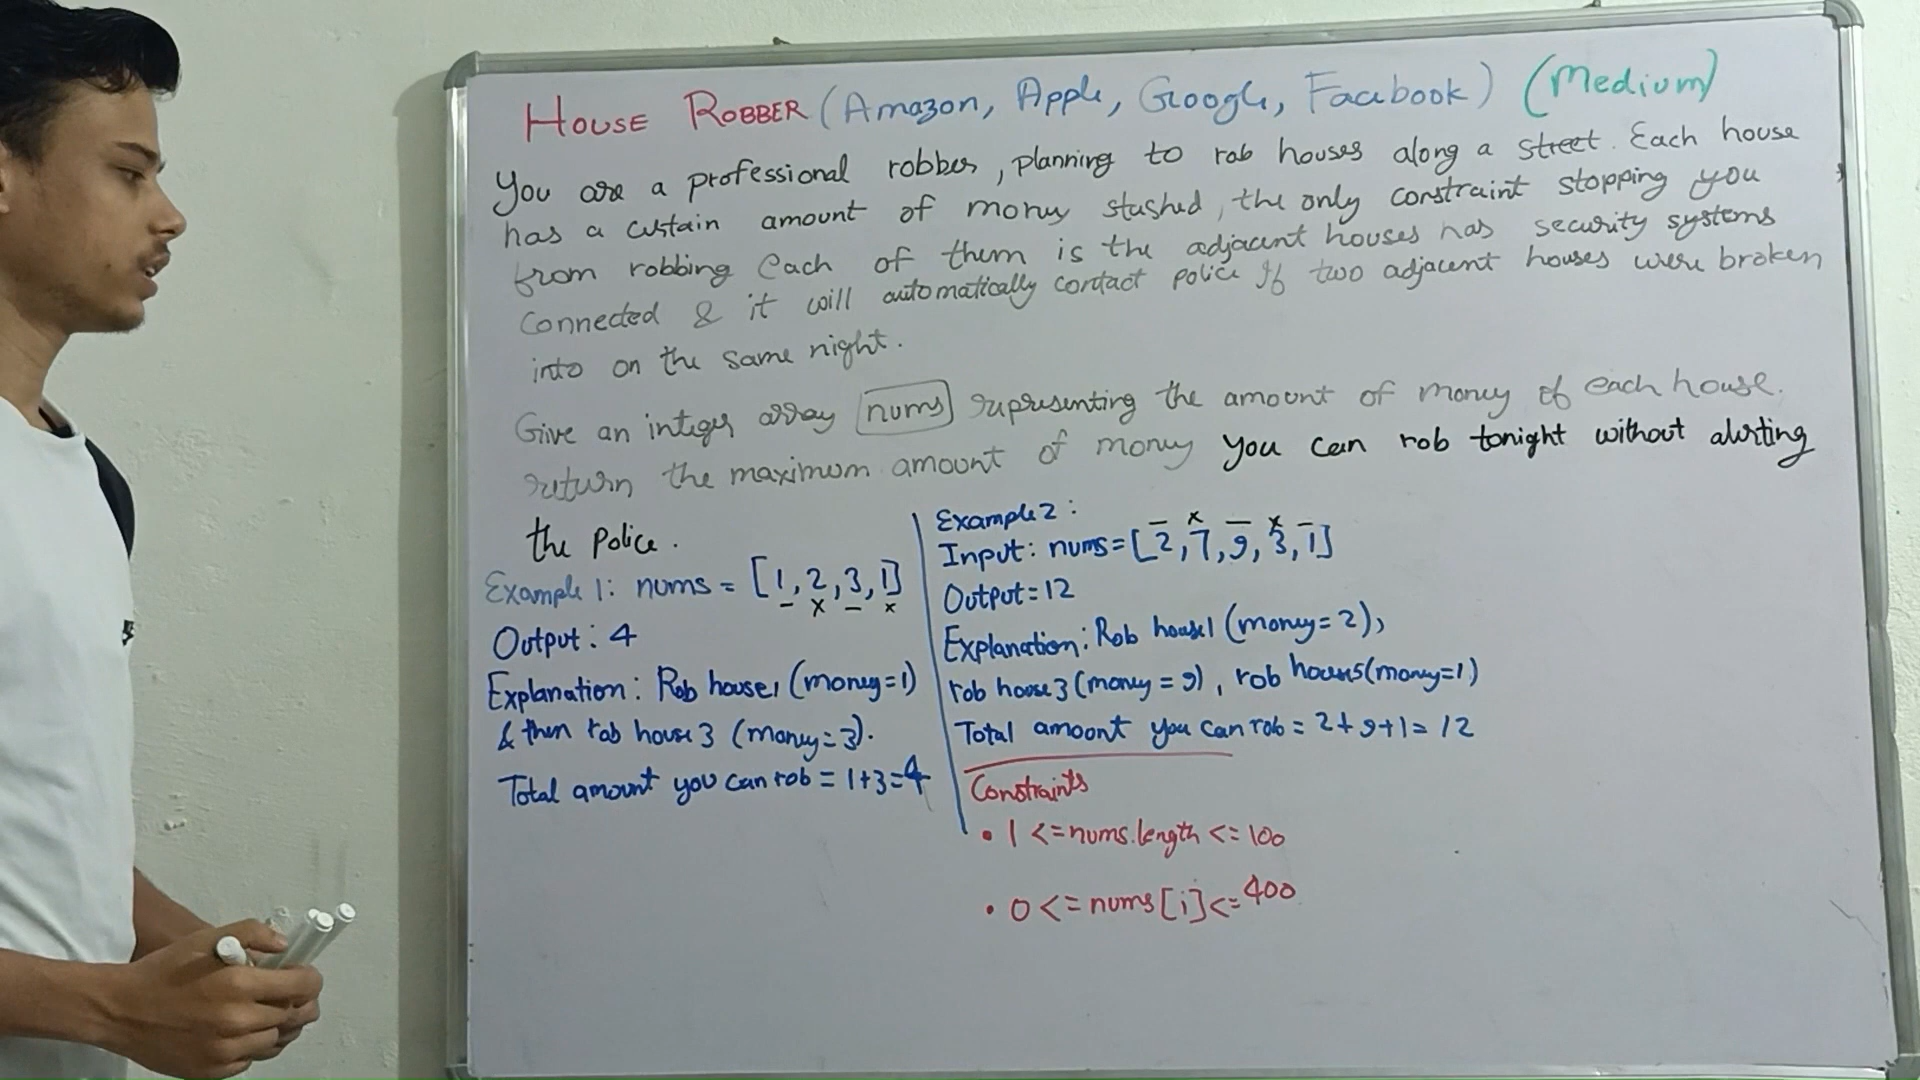 HOUSE ROBBER (Amazon, Apple, Google, Facebook) (Medium)
You are a professional robber, planning to rob houses along a street. Each house
has a certain amount of money stashed, the only constraint stopping you
from robbing each of them is the adjacent houses has security systems
connected & it will automatically contact police if two adjacent houses were broken
into on the same night.
Give an integer array nums representing the amount of money of each house,
return the maximum amount of money you can rob tonight without alerting
the police.
Example 1: nums = [1, 2, 3, 1]
- x - x
Output: 4
Explanation: Rob house1 (money=1)
& then rob house 3 (money=3).
Total amount you can rob = 1+3=4
Example 2:
- x - x -
Input: nums=[2,7,9,3,1]
Output=12
Explanation: Rob house1 (money=2),
rob house3 (money=9), rob house5(money=1)
Total amount you can rob = 2+9+1=12
Constraints
• 1 <=nums.length <= 100
• 0 <= nums[i]<=400